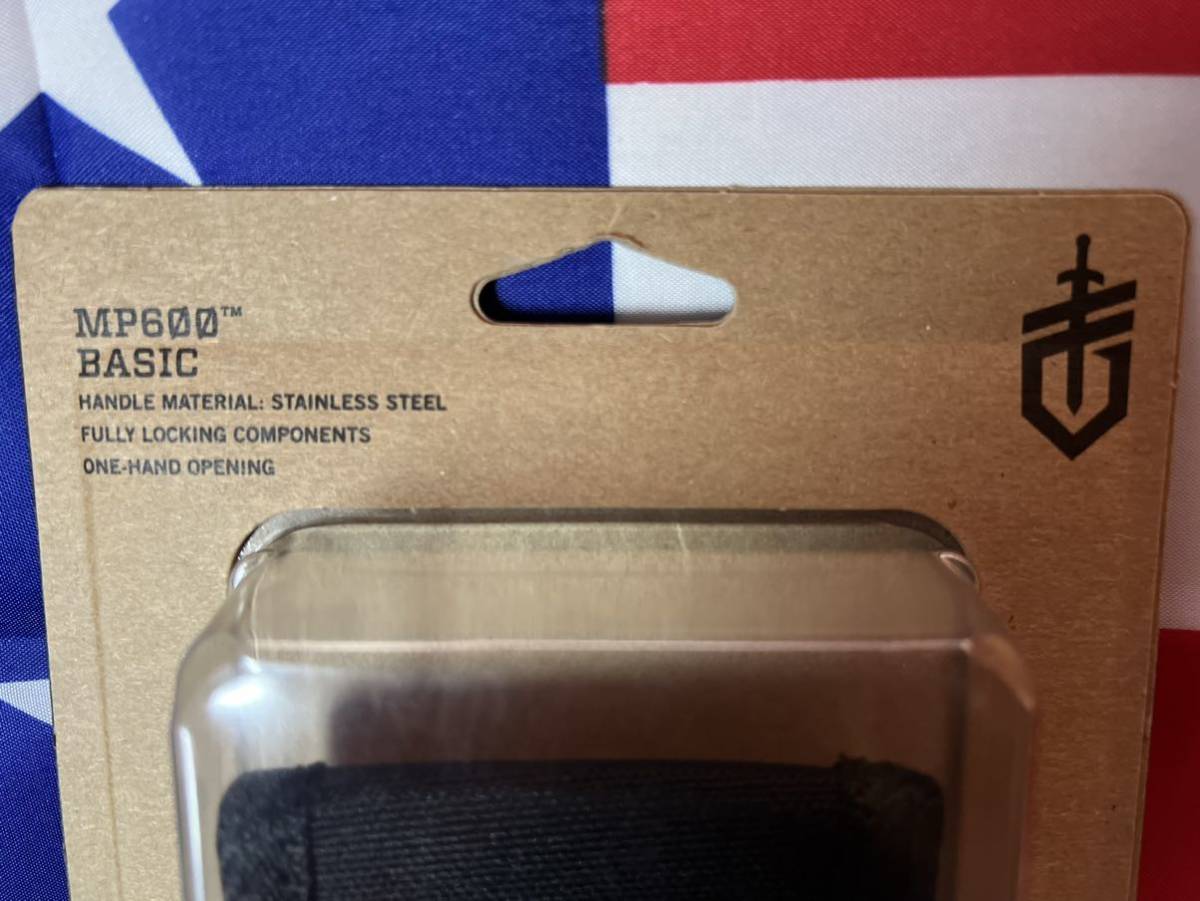 MP600™
BASIC
HANDLE MATERIAL: STAINLESS STEEL
FULLY LOCKING COMPONENTS
ONE-HAND OPENING